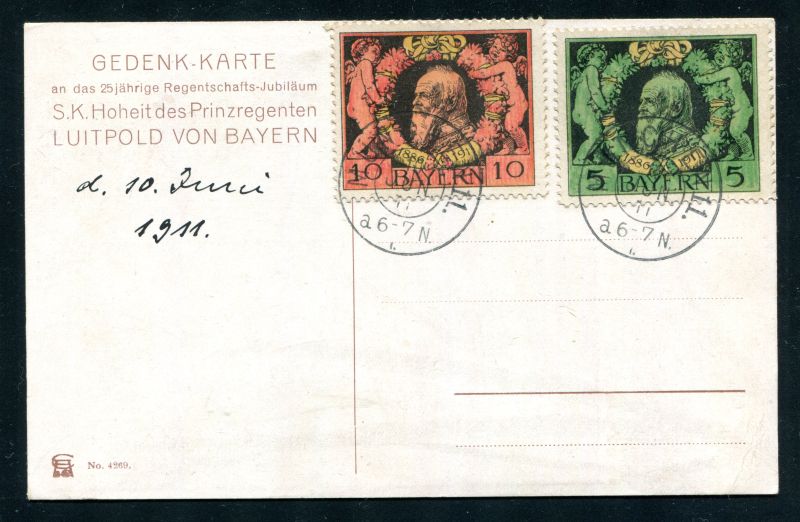 GEDENK-KARTE
an das 25jährige Regentschafts-Jubiläum
S.K. Hoheit des Prinzregenten
LUITPOLD VON BAYERN
d. 10. Juni
1911.
1886 1911
10 BAYERN 10
a 6-7 N.
1886 1911
5 BAYERN 5
a 6-7 N.
No. 4269.